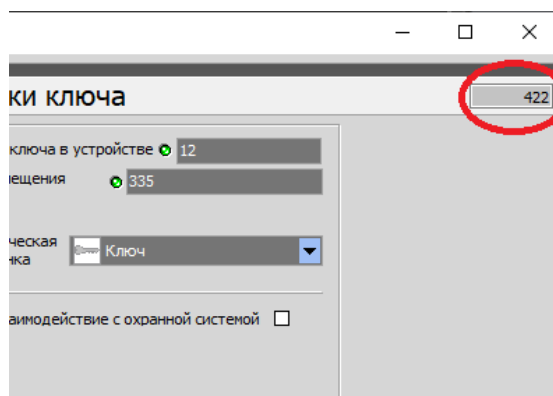 ки ключа 422
ключа в устройстве 12
ещения 335
ческая
нка Ключ
аимодействие с охранной системой